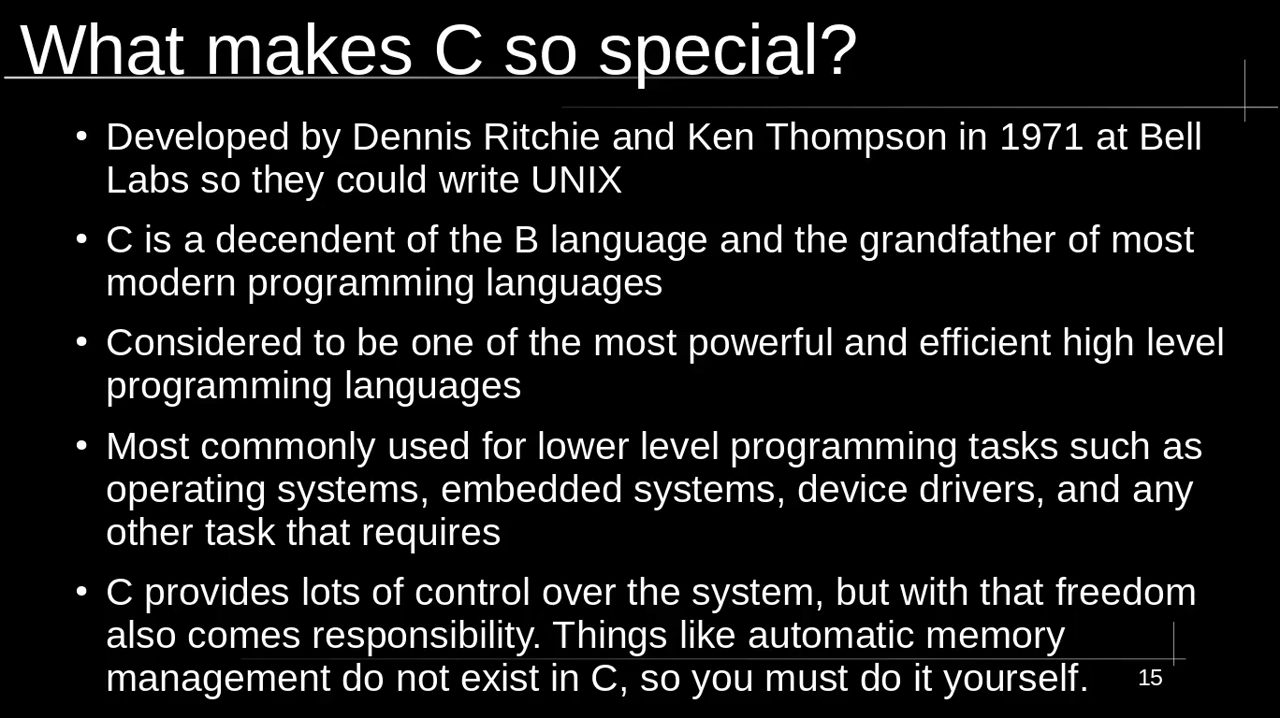 What makes C so special?
• Developed by Dennis Ritchie and Ken Thompson in 1971 at Bell
Labs so they could write UNIX
• C is a decendent of the B language and the grandfather of most
modern programming languages
• Considered to be one of the most powerful and efficient high level
programming languages
• Most commonly used for lower level programming tasks such as
operating systems, embedded systems, device drivers, and any
other task that requires
• C provides lots of control over the system, but with that freedom
also comes responsibility. Things like automatic memory
management do not exist in C, so you must do it yourself.
15